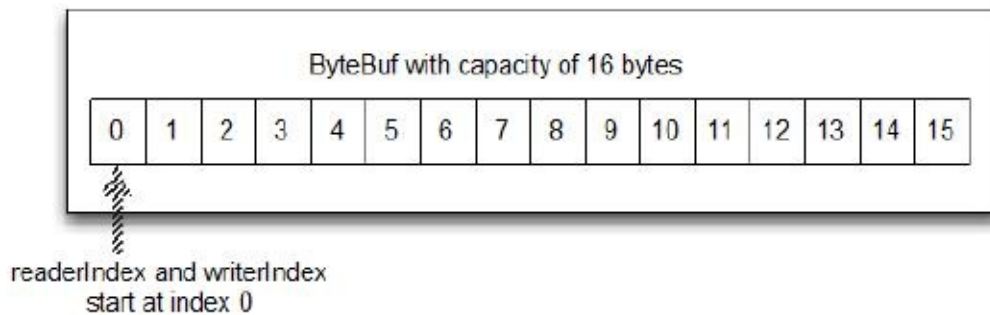 ByteBuf with capacity of 16 bytes
0 1 2 3 4 5 6 7 8 9 10 11 12 13 14 15
readerIndex and writerIndex
start at index 0